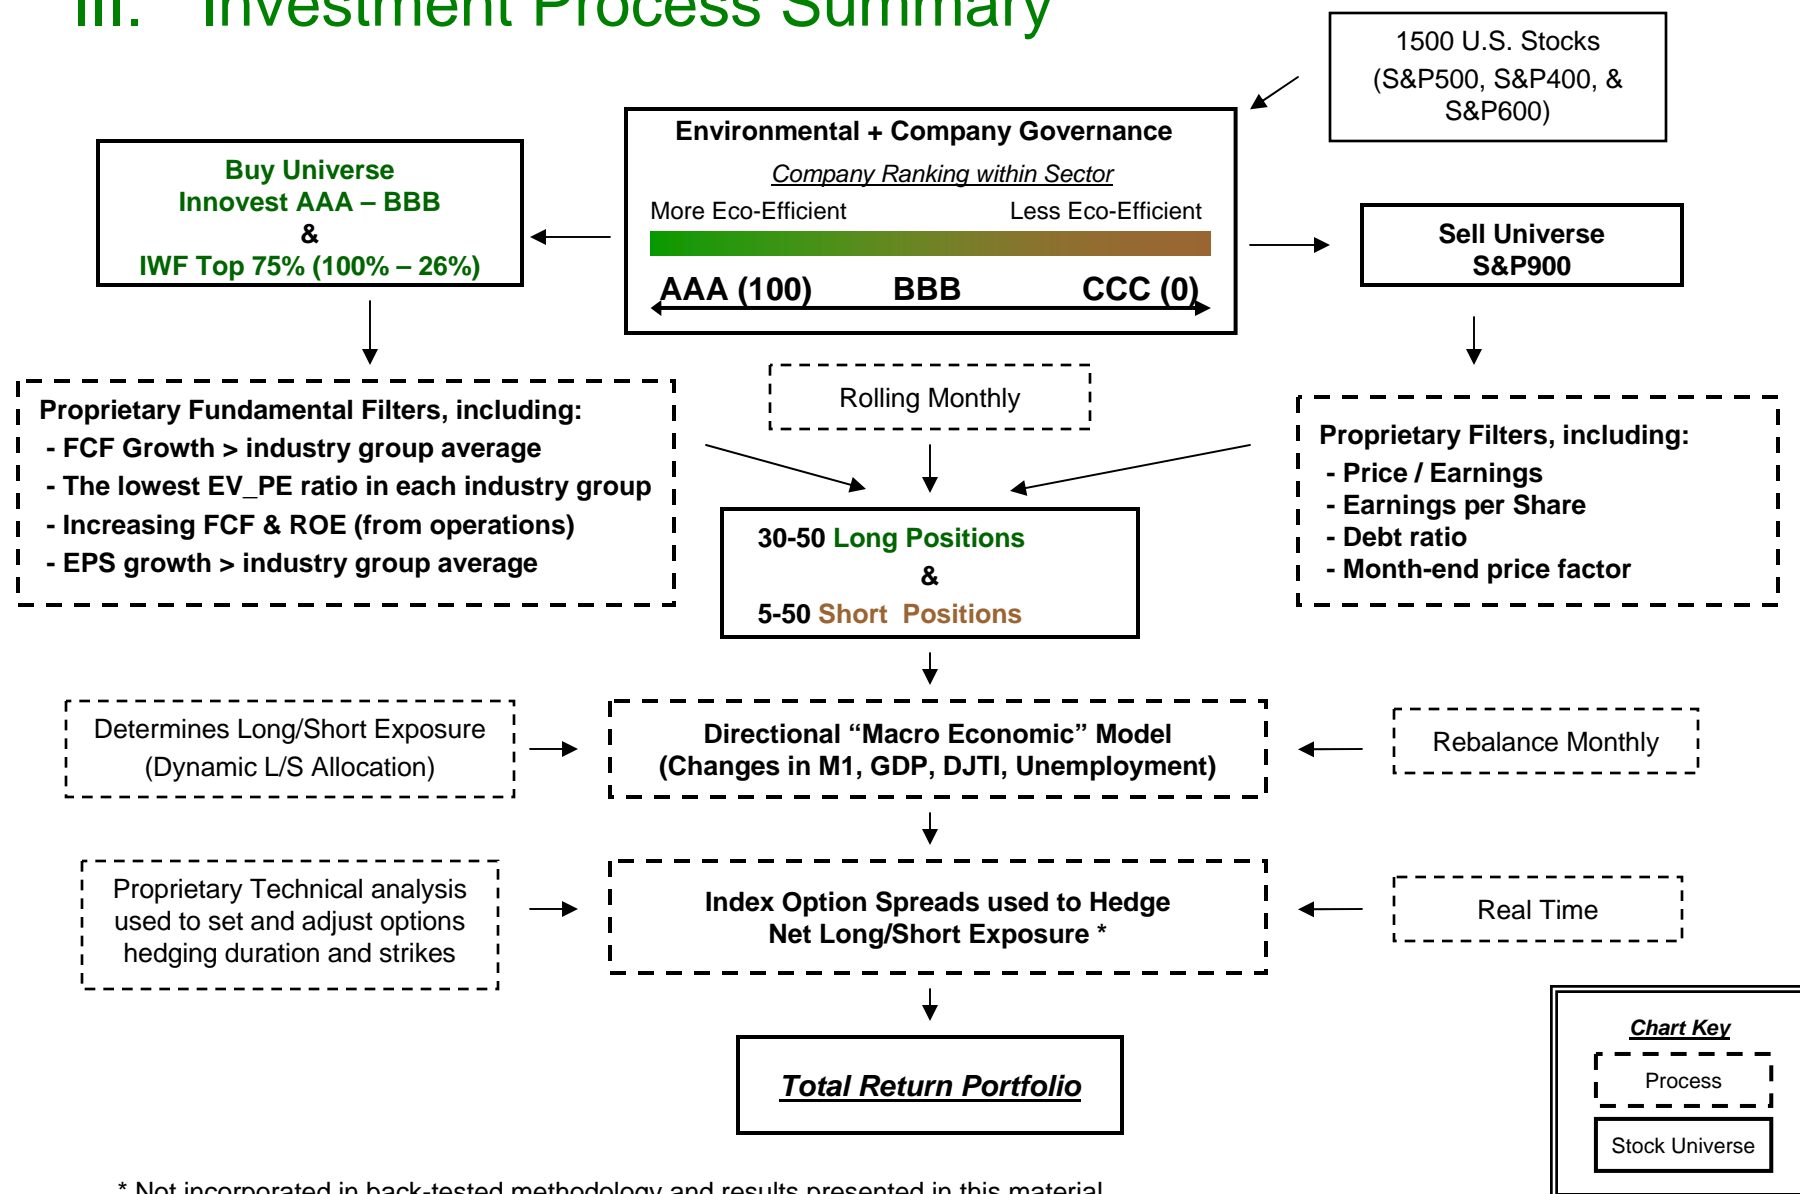 III. Investment Process Summary
1500 U.S. Stocks
(S&P500, S&P400, &
S&P600)
Environmental + Company Governance
Company Ranking within Sector
More Eco-Efficient Less Eco-Efficient
AAA (100) BBB CCC (0)
Buy Universe
Innovest AAA – BBB
&
IWF Top 75% (100% – 26%)
Sell Universe
S&P900
Proprietary Fundamental Filters, including:
- FCF Growth > industry group average
- The lowest EV_PE ratio in each industry group
- Increasing FCF & ROE (from operations)
- EPS growth > industry group average
Rolling Monthly
Proprietary Filters, including:
- Price / Earnings
- Earnings per Share
- Debt ratio
- Month-end price factor
30-50 Long Positions
&
5-50 Short Positions
Determines Long/Short Exposure
(Dynamic L/S Allocation)
Directional “Macro Economic” Model
(Changes in M1, GDP, DJTI, Unemployment)
Rebalance Monthly
Proprietary Technical analysis
used to set and adjust options
hedging duration and strikes
Index Option Spreads used to Hedge
Net Long/Short Exposure *
Real Time
Total Return Portfolio
Chart Key
Process
Stock Universe
* Not incorporated in back-tested methodology and results presented in this material